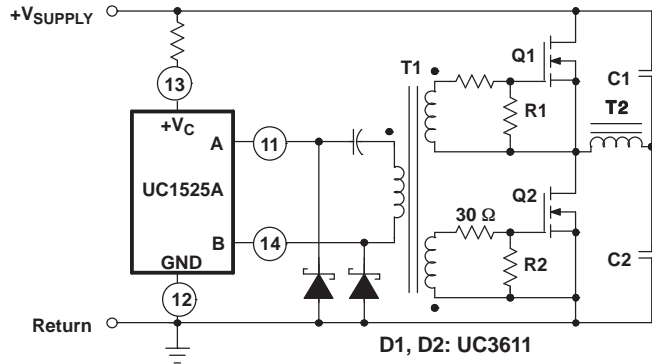 +VSUPPLY
Q1
13
T1
C1
+VC
R1
T2
A
11
UC1525A
Q2
30 Ω
B
14
GND
R2
C2
12
Return
D1, D2: UC3611